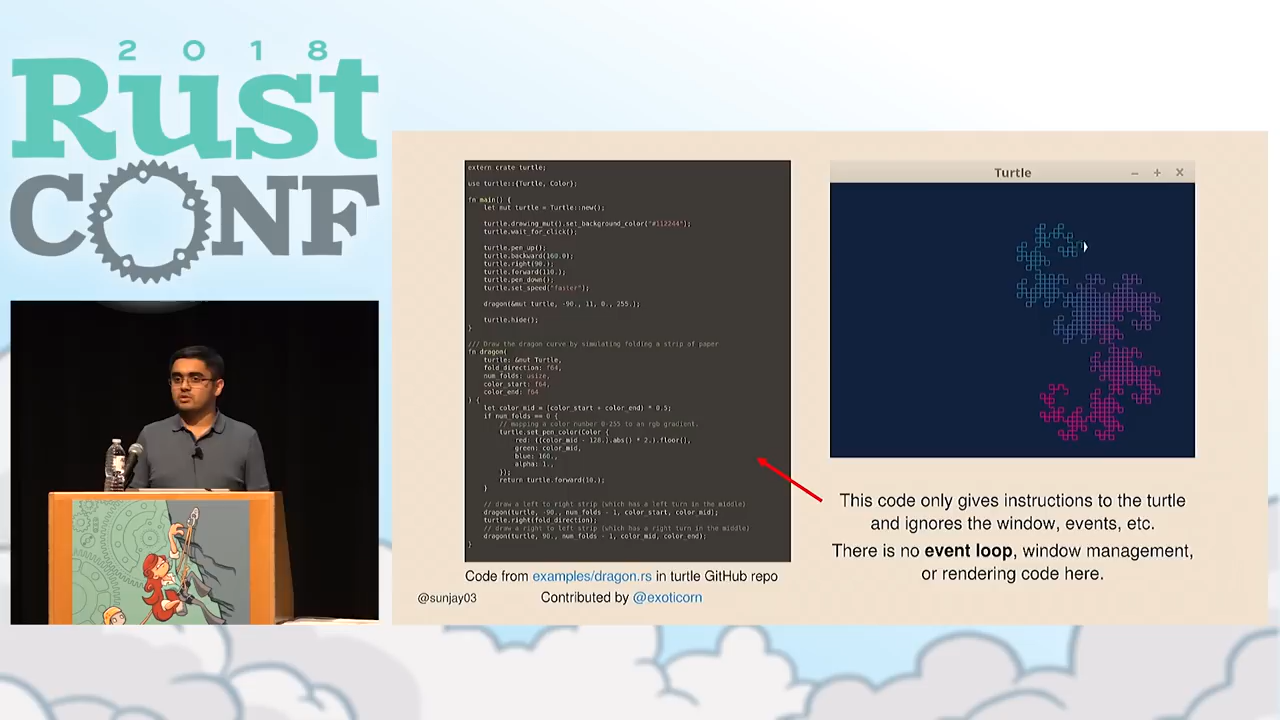 2018
Rust
CONF
extern crate turtle;
use turtle::{Turtle, Color};
fn main() {
let mut turtle = Turtle::new();
turtle.drawing_mut().set_background_color("#112244");
turtle.wait_for_click();
turtle.pen_up();
turtle.backward(160.0);
turtle.right(90.);
turtle.forward(110.);
turtle.pen_down();
turtle.set_speed("faster");
dragon(&mut turtle, -90., 11, 0., 255.);
turtle.hide();
}
/// Draw the dragon curve by simulating folding a strip of paper
fn dragon(
turtle: &mut Turtle,
fold_direction: f64,
num_folds: usize,
color_start: f64,
color_end: f64
) {
let color_mid = (color_start + color_end) * 0.5;
if num_folds == 0 {
// mapping a color number 0-255 to an rgb gradient.
turtle.set_pen_color(Color {
red: ((color_mid - 128.).abs() * 2.).floor(),
green: color_mid,
blue: 160.,
alpha: 1.,
});
return turtle.forward(10.);
}
// draw a left to right strip (which has a left turn in the middle)
dragon(turtle, -90., num_folds - 1, color_start, color_mid);
turtle.right(fold_direction);
// draw a right to left strip (which has a right turn in the middle)
dragon(turtle, 90., num_folds - 1, color_mid, color_end);
}
Code from examples/dragon.rs in turtle GitHub repo
Contributed by @exoticorn
@sunjay03
Turtle
This code only gives instructions to the turtle
and ignores the window, events, etc.
There is no event loop, window management,
or rendering code here.